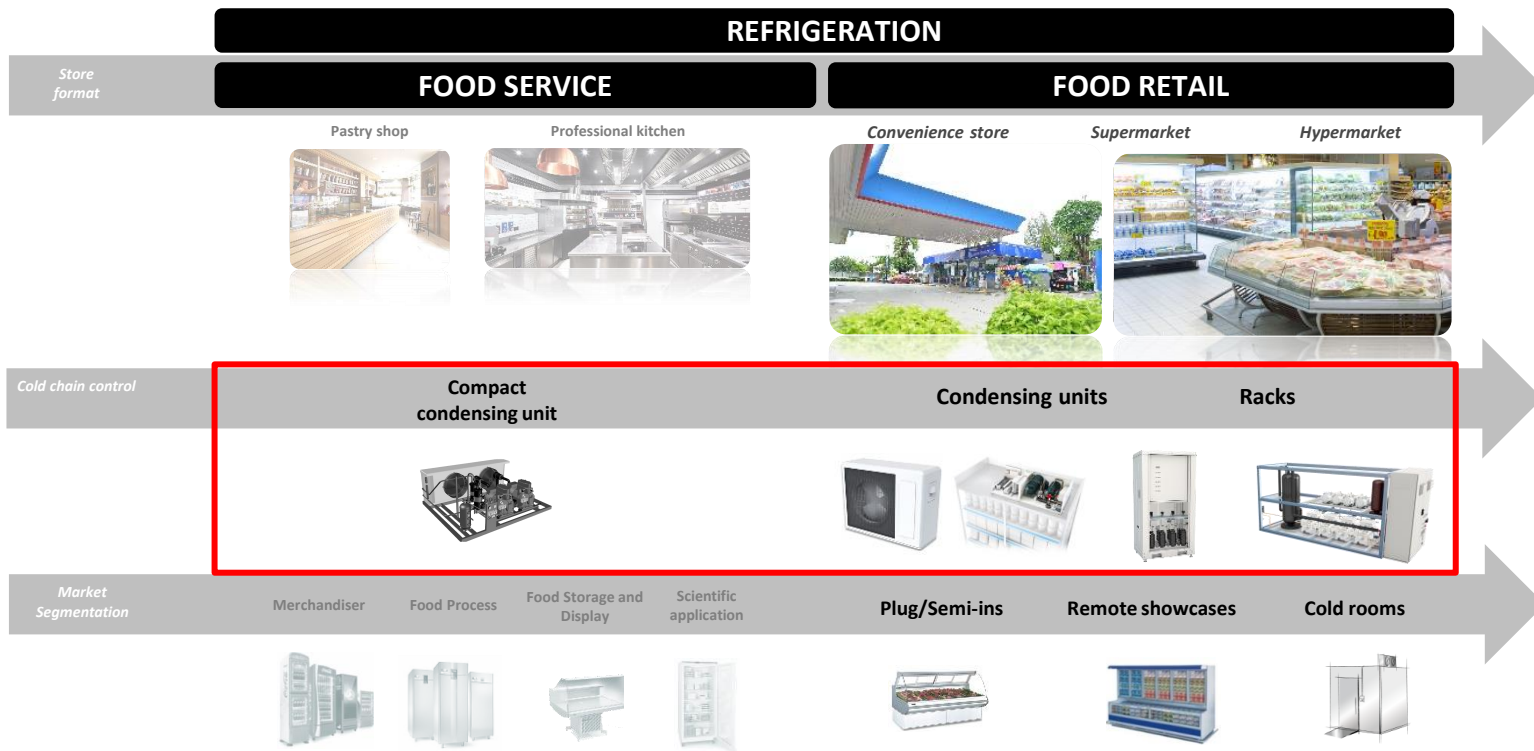 REFRIGERATION
Store
format
FOOD SERVICE
FOOD RETAIL
Pastry shop
Professional kitchen
Convenience store
Supermarket
Hypermarket
Cold chain control
Compact
condensing unit
Condensing units
Racks
Market
Segmentation
Merchandiser
Food Process
Food Storage and
Display
Scientific
application
Plug/Semi-ins
Remote showcases
Cold rooms